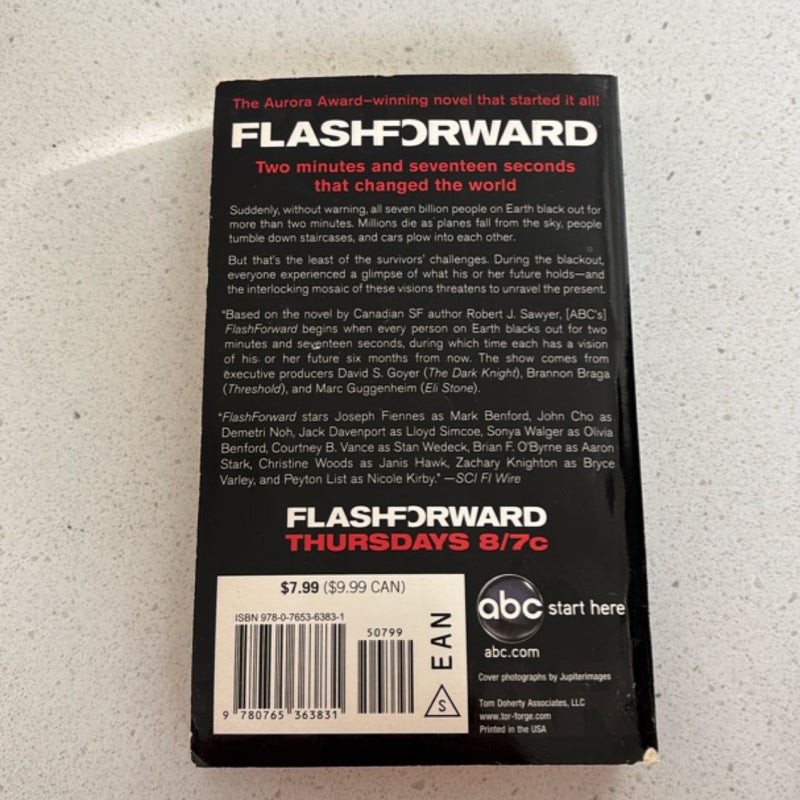 The Aurora Award–winning novel that started it all!
FLASHFORWARD
Two minutes and seventeen seconds
that changed the world
Suddenly, without warning, all seven billion people on Earth black out for
more than two minutes. Millions die as planes fall from the sky, people
tumble down staircases, and cars plow into each other.
But that's the least of the survivors' challenges. During the blackout,
everyone experienced a glimpse of what his or her future holds—and
the interlocking mosaic of these visions threatens to unravel the present.
"Based on the novel by Canadian SF author Robert J. Sawyer, [ABC's]
FlashForward begins when every person on Earth blacks out for two
minutes and seventeen seconds, during which time each has a vision
of his or her future six months from now. The show comes from
executive producers David S. Goyer (The Dark Knight), Brannon Braga
(Threshold), and Marc Guggenheim (Eli Stone).
"FlashForward stars Joseph Fiennes as Mark Benford, John Cho as
Demetri Noh, Jack Davenport as Lloyd Simcoe, Sonya Walger as Olivia
Benford, Courtney B. Vance as Stan Wedeck, Brian F. O'Byrne as Aaron
Stark, Christine Woods as Janis Hawk, Zachary Knighton as Bryce
Varley, and Peyton List as Nicole Kirby." —SCI FI Wire
FLASHFORWARD
THURSDAYS 8/7c
$7.99 ($9.99 CAN)
ISBN 978-0-7653-6383-1
50799
9 780765 363831
EAN
S
abc start here
abc.com
Cover photographs by Jupiterimages
Tom Doherty Associates, LLC
www.tor-forge.com
Printed in the USA